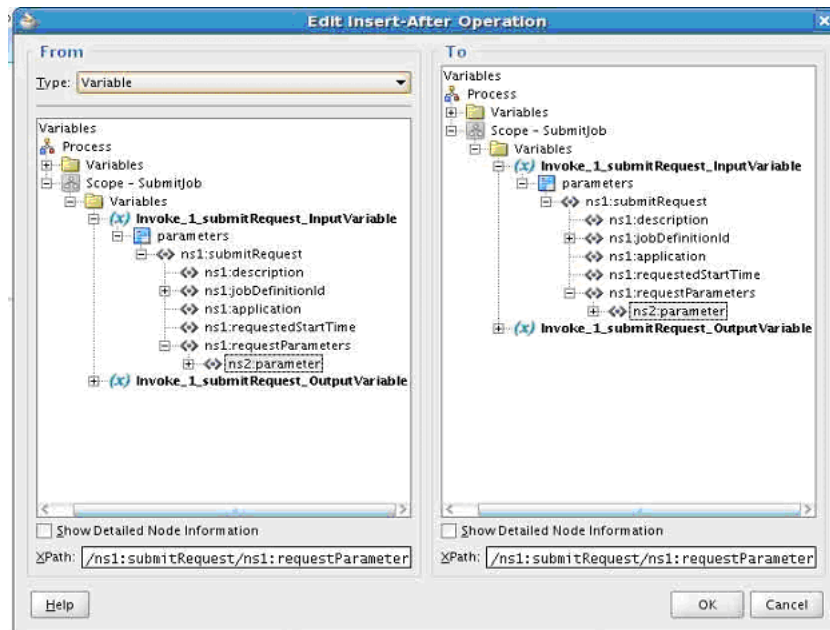 Edit Insert-After Operation
From
Type: Variable
Variables
Process
Variables
Scope - SubmitJob
Variables
(x) Invoke_1_submitRequest_InputVariable
parameters
ns1:submitRequest
ns1:description
ns1:jobDefinitionId
ns1:application
ns1:requestedStartTime
ns1:requestParameters
ns2:parameter
(x) Invoke_1_submitRequest_OutputVariable
Show Detailed Node Information
XPath: /ns1:submitRequest/ns1:requestParameter
To
Variables
Process
Variables
Scope - SubmitJob
Variables
(x) Invoke_1_submitRequest_InputVariable
parameters
ns1:submitRequest
ns1:description
ns1:jobDefinitionId
ns1:application
ns1:requestedStartTime
ns1:requestParameters
ns2:parameter
(x) Invoke_1_submitRequest_OutputVariable
Show Detailed Node Information
XPath: /ns1:submitRequest/ns1:requestParameter
Help
OK
Cancel